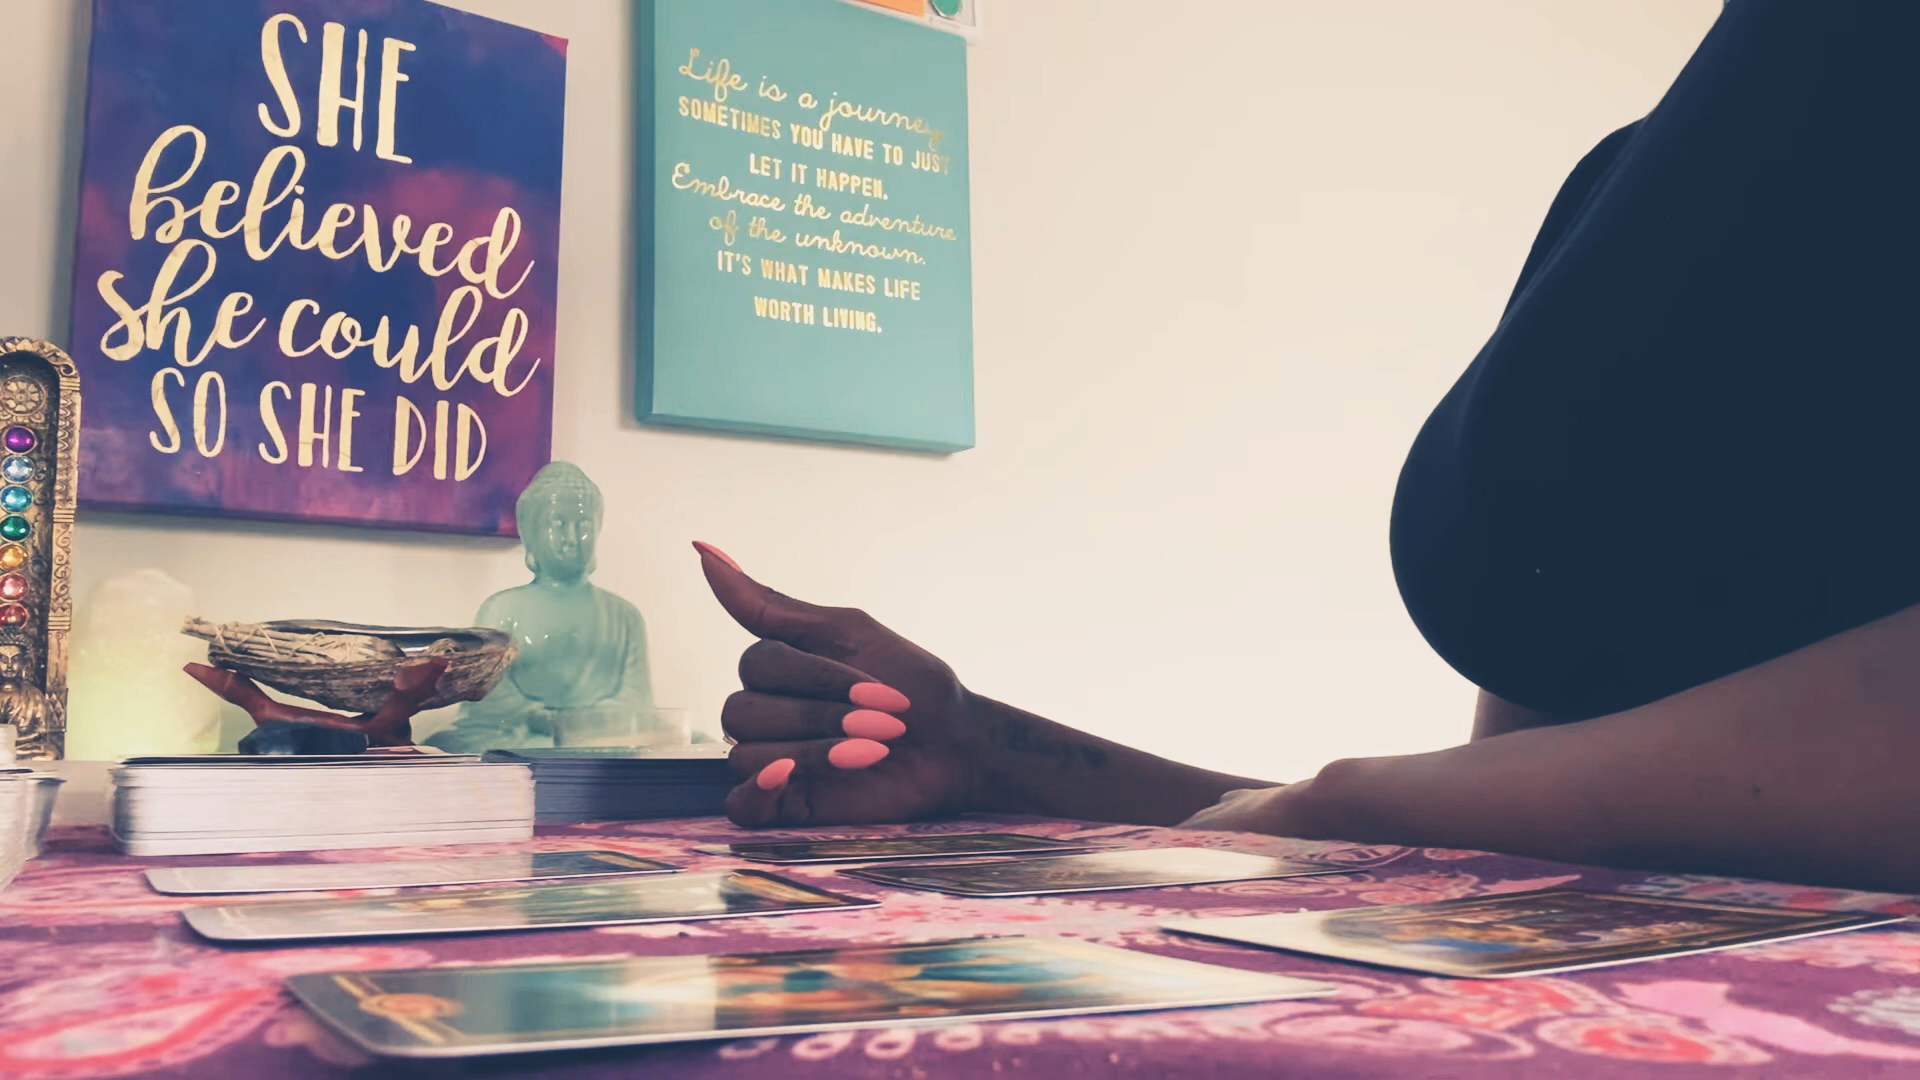 SHE
believed
she could
SO SHE DID
Life is a journey
SOMETIMES YOU HAVE TO JUST
LET IT HAPPEN.
Embrace the adventure
of the unknown.
IT'S WHAT MAKES LIFE
WORTH LIVING.